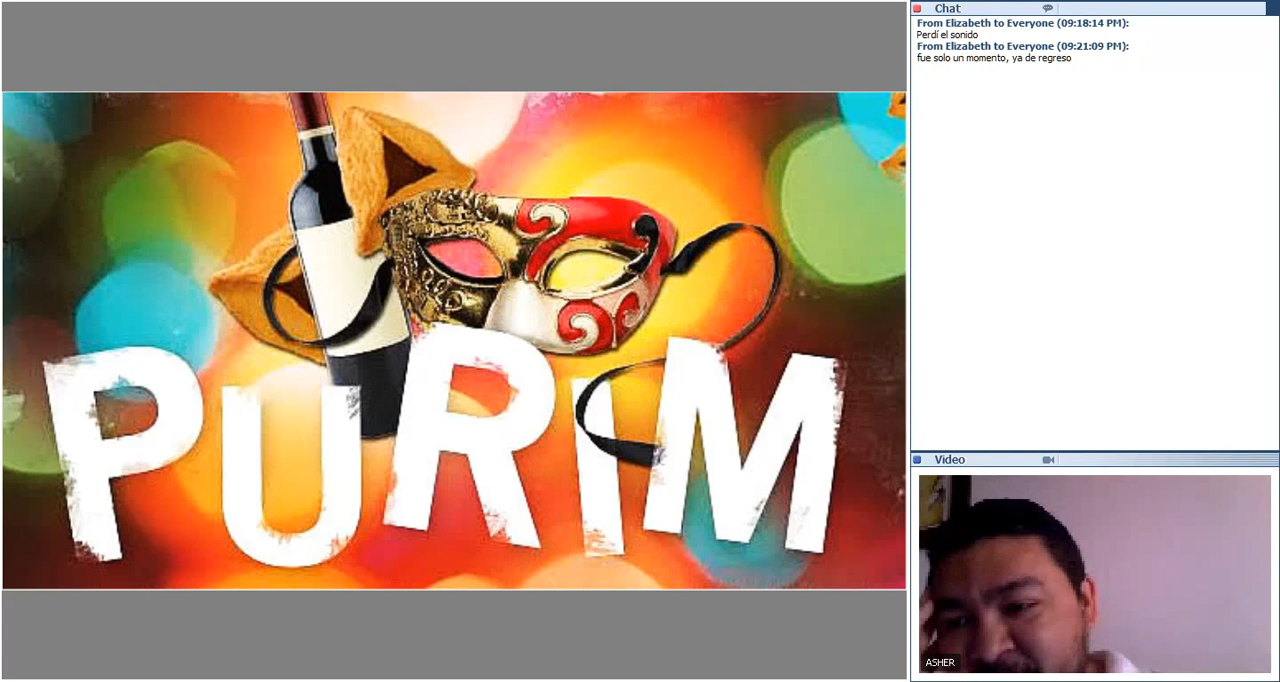 PURIM
Chat
From Elizabeth to Everyone (09:18:14 PM):
Perdí el sonido
From Elizabeth to Everyone (09:21:09 PM):
fue solo un momento, ya de regreso
Video
ASHER